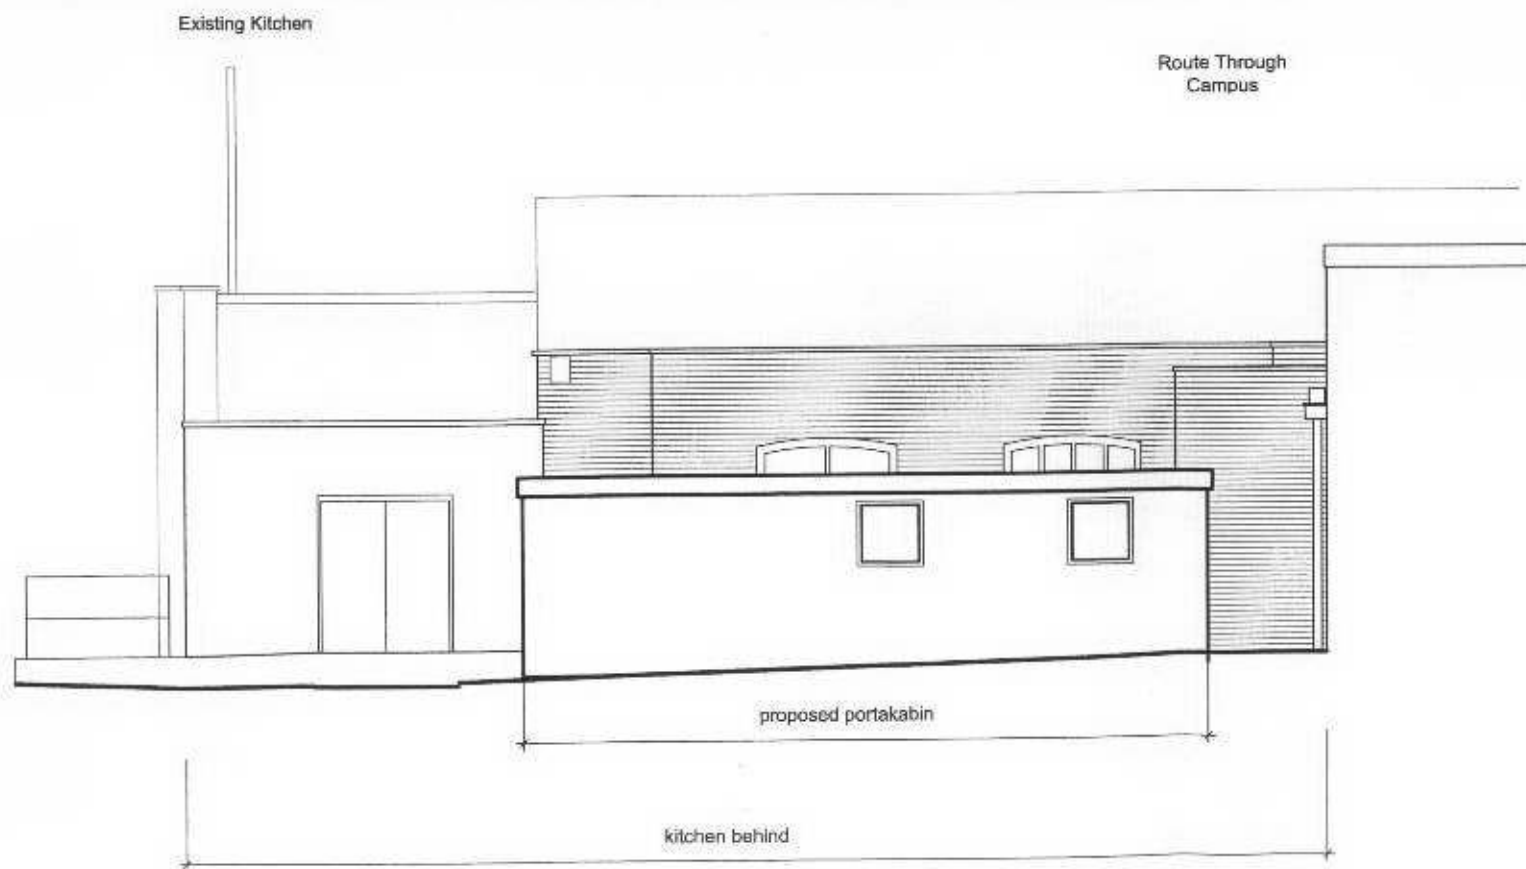 Existing Kitchen
Route Through
Campus
proposed portakabin
kitchen behind